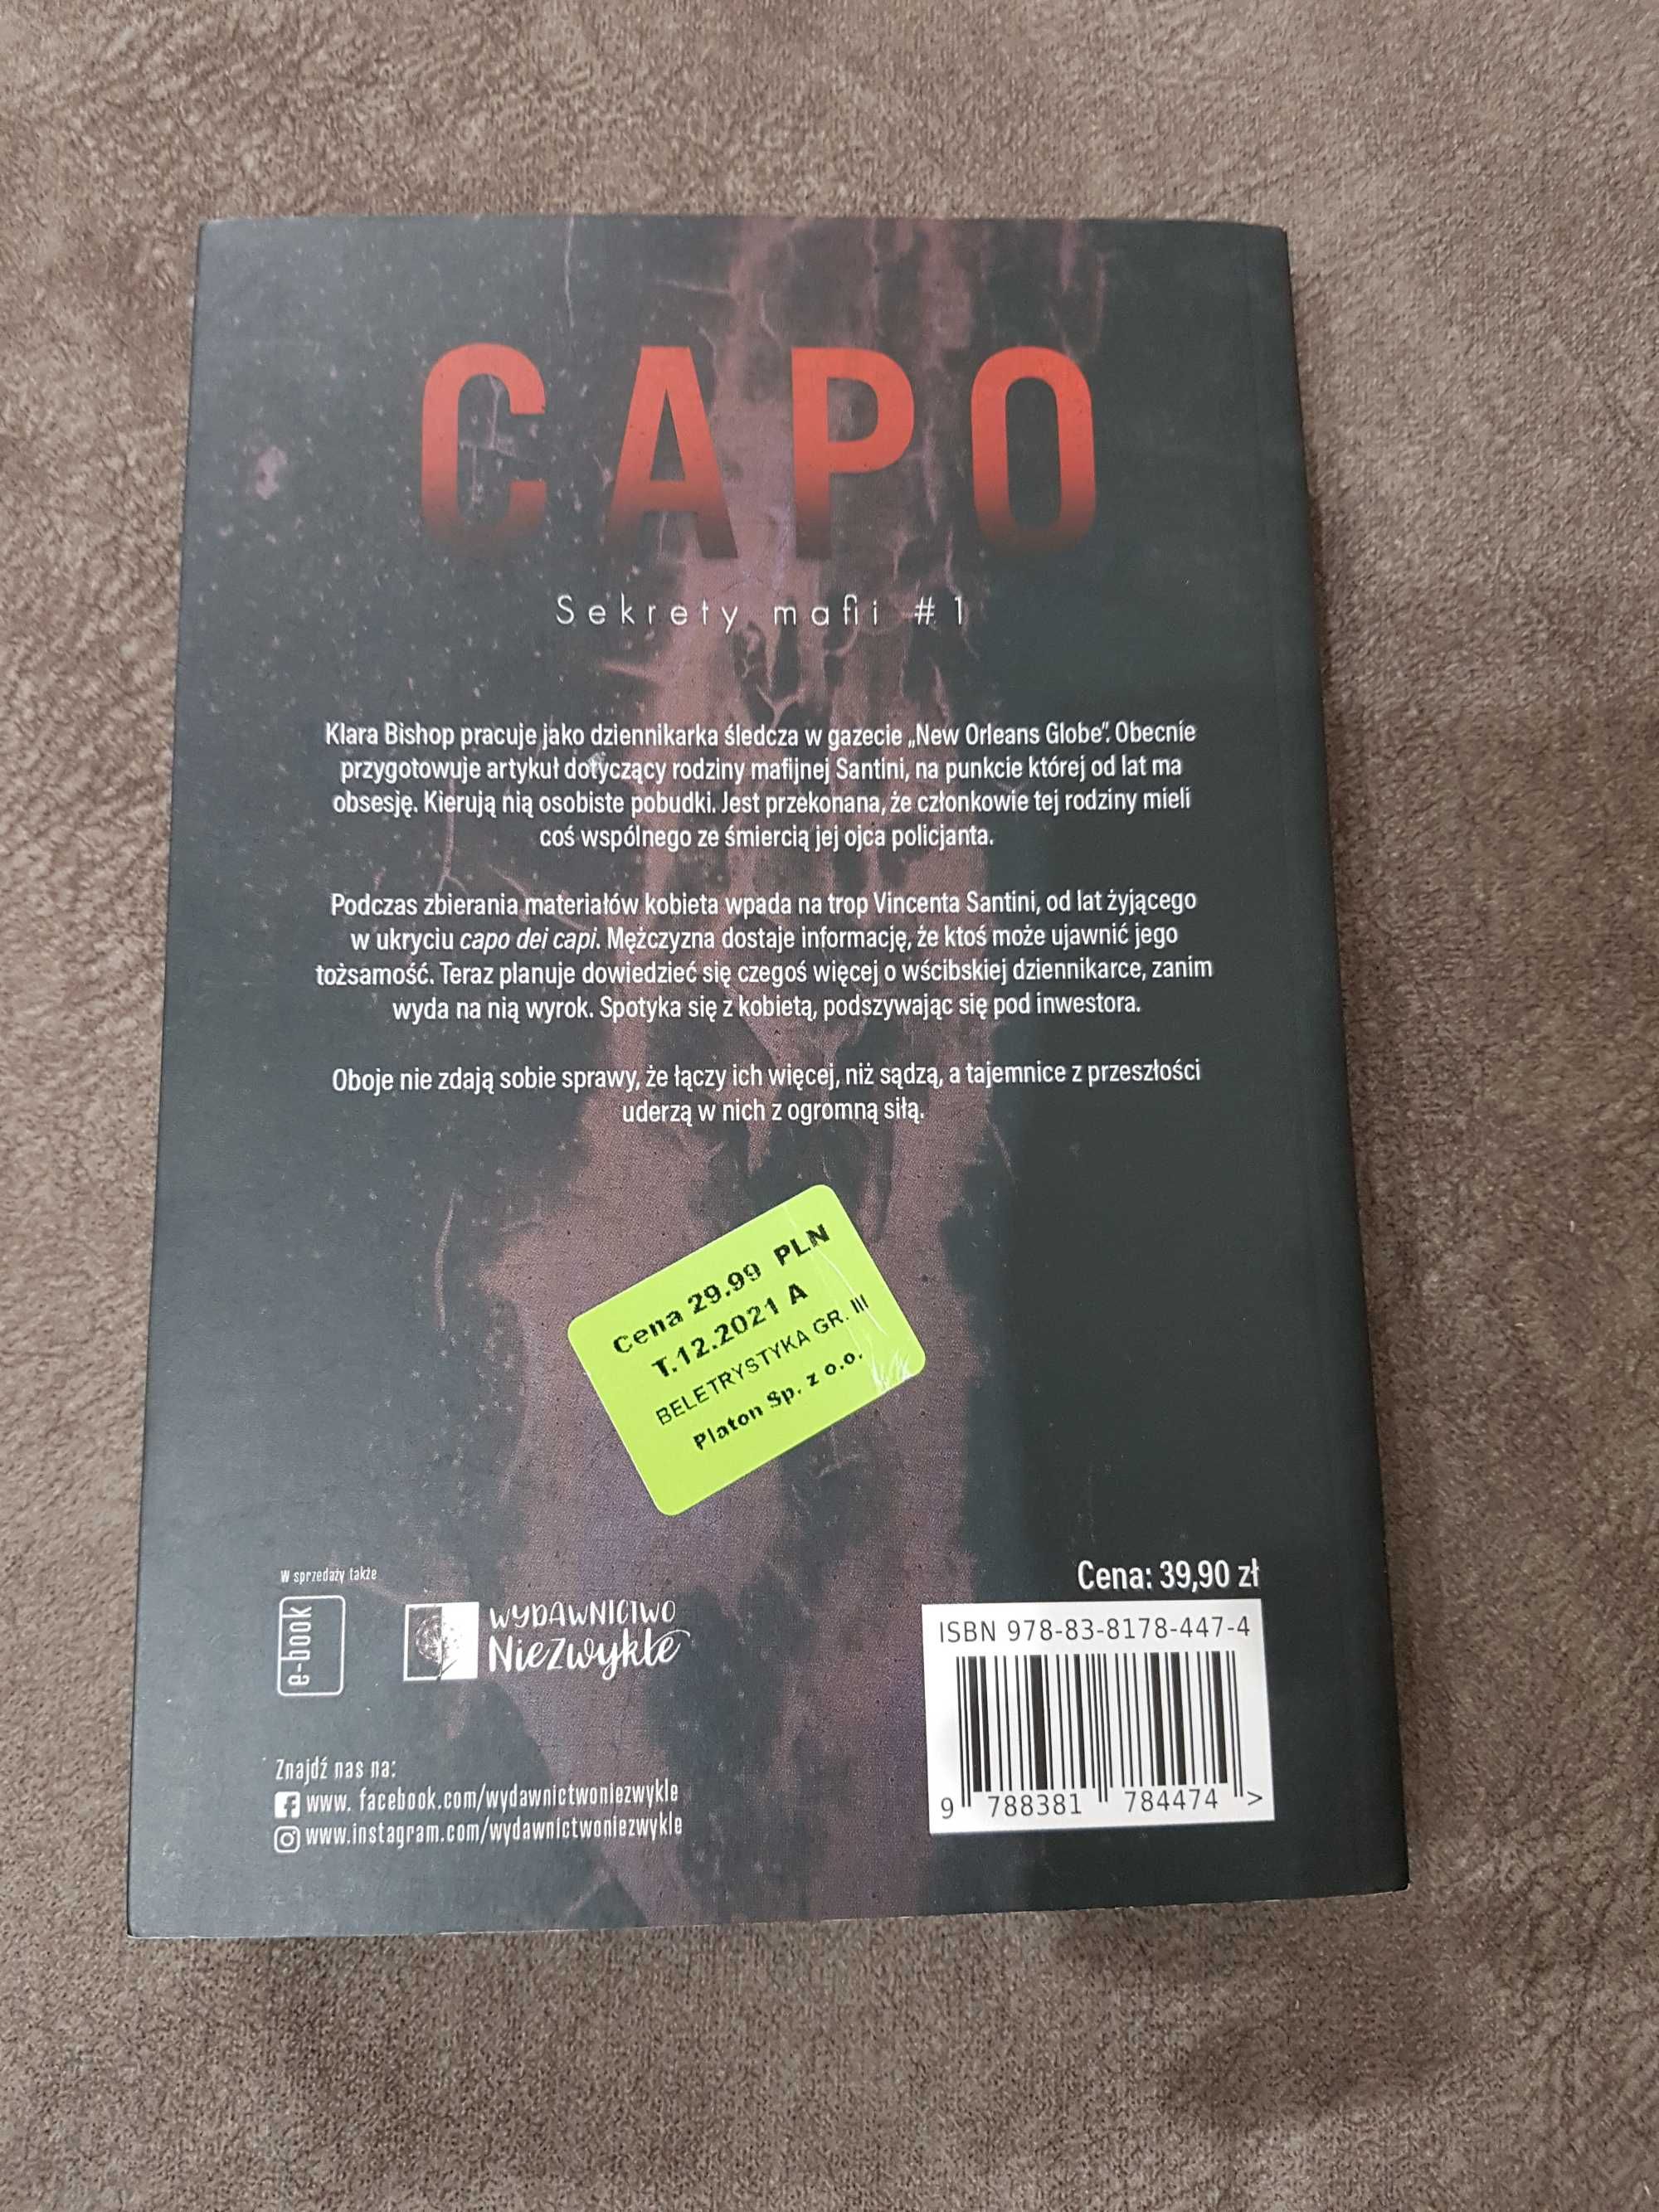 CAPO
Sekrety mafii #1
Klara Bishop pracuje jako dziennikarka śledcza w gazecie „New Orleans Globe”. Obecnie
przygotowuje artykuł dotyczący rodziny mafijnej Santini, na punkcie której od lat ma
obsesję. Kierują nią osobiste pobudki. Jest przekonana, że członkowie tej rodziny mieli
coś wspólnego ze śmiercią jej ojca policjanta.
Podczas zbierania materiałów kobieta wpada na trop Vincenta Santini, od lat żyjącego
w ukryciu capo dei capi. Mężczyzna dostaje informację, że ktoś może ujawnić jego
tożsamość. Teraz planuje dowiedzieć się czegoś więcej o wścibskiej dziennikarce, zanim
wyda na nią wyrok. Spotyka się z kobietą, podszywając się pod inwestora.
Oboje nie zdają sobie sprawy, że łączy ich więcej, niż sądzą, a tajemnice z przeszłości
uderzą w nich z ogromną siłą.
Cena 29.99 PLN
T.12.2021 A
BELETRYSTYKA GR. III
Platon Sp. z o.o.
W sprzedaży także
e-book
WYDAWNICTWO
NieZwykłe
Znajdź nas na:
www. facebook.com/wydawnictwoniezwykle
www.instagram.com/wydawnictwoniezwykle
Cena: 39,90 zł
ISBN 978-83-8178-447-4
9 788381 784474 >